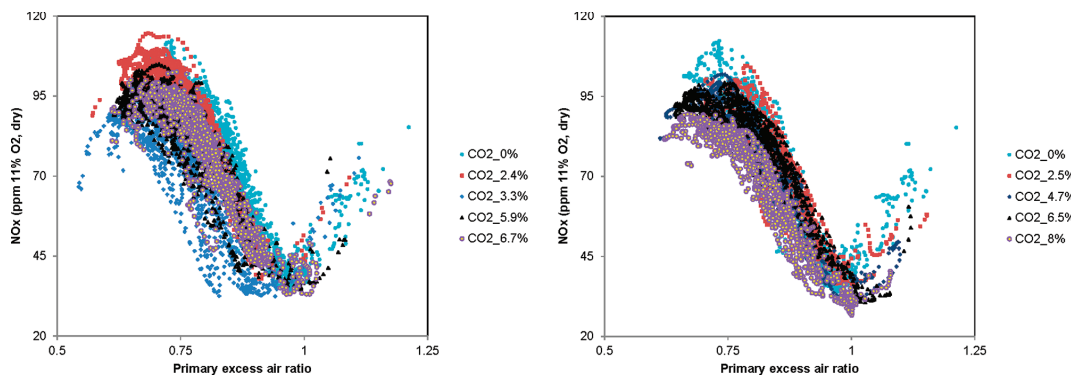 120
95
70
45
20
NOx (ppm 11% O2, dry)
0.5
0.75
1
1.25
Primary excess air ratio
CO2_0%
CO2_2.4%
CO2_3.3%
CO2_5.9%
CO2_6.7%
120
95
70
45
20
NOx (ppm 11% O2, dry)
0.5
0.75
1
1.25
Primary excess air ratio
CO2_0%
CO2_2.5%
CO2_4.7%
CO2_6.5%
CO2_8%